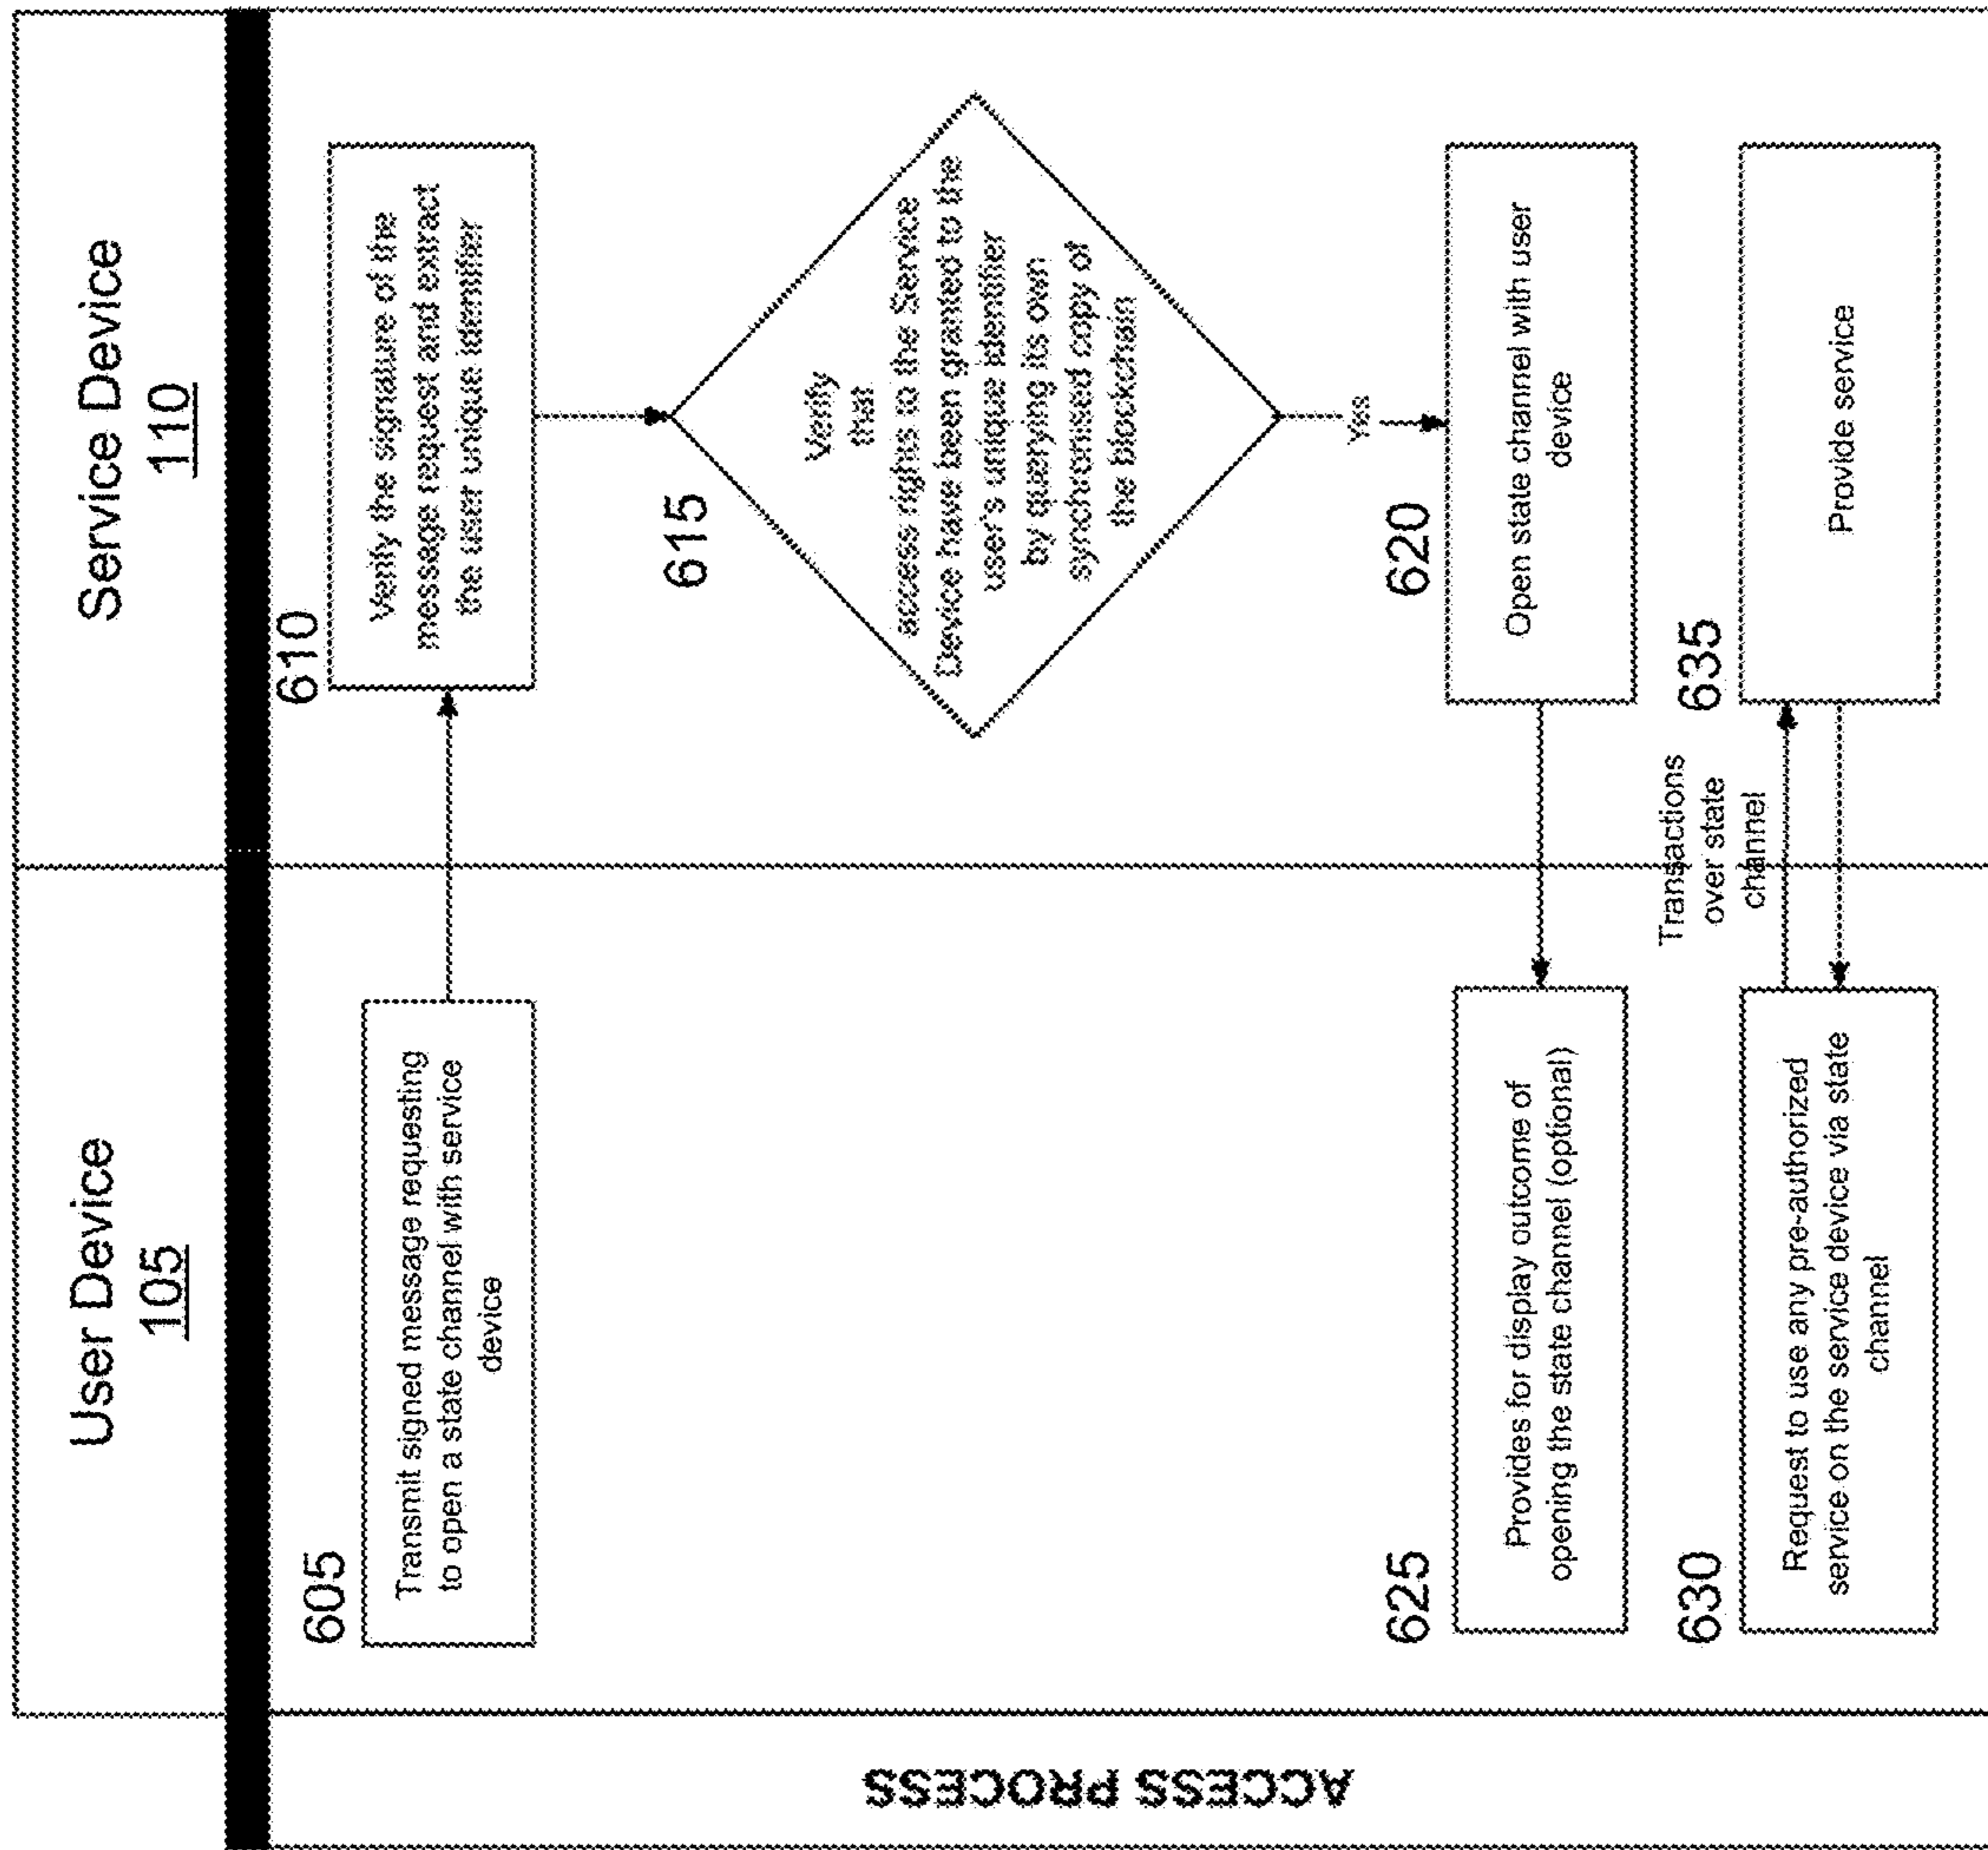 User Device
105
Service Device
110
ACCESS PROCESS
605
Transmit signed message requesting
to open a state channel with service
device
610
Verify the signature of the
message request and extract
the user unique identifier
615
Verify
that
access rights to the Service
Device have been granted to the
user's unique identifier
by querying its own
synchronised copy of
the blockchain
Yes
620
Open state channel with user
device
625
Provides for display outcome of
opening the state channel (optional)
630
Request to use any pre-authorized
service on the service device via state
channel
Transactions
over state
channel
635
Provide service